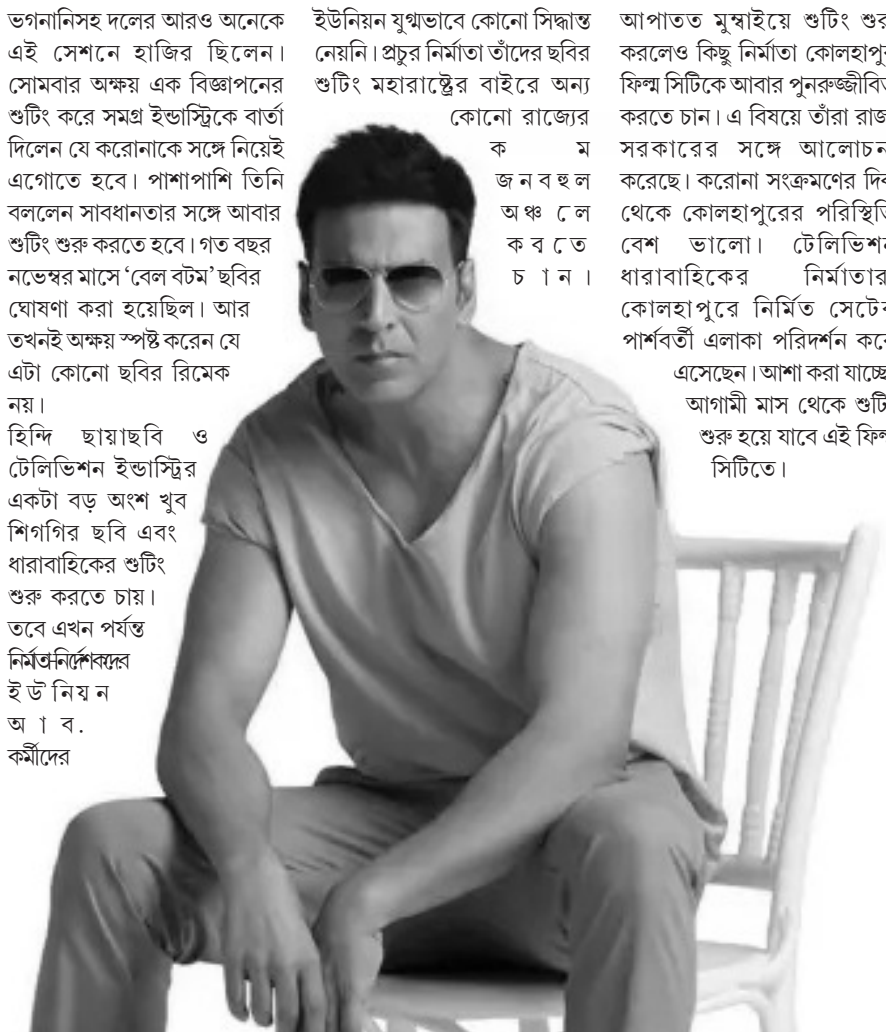 ভগনানিসহ দলের আরও অনেকে
এই সেশনে হাজির ছিলেন।
সোমবার অক্ষয় এক বিজ্ঞাপনের
শুটিং করে সমগ্র ইন্ডাস্ট্রিকে বার্তা
দিলেন যে করোনাকে সঙ্গে নিয়েই
এগোতে হবে। পাশাপাশি তিনি
বললেন সাবধানতার সঙ্গে আবার
শুটিং শুরু করতে হবে। গত বছর
নভেম্বর মাসে ‘বেল বটম’ ছবির
ঘোষণা করা হয়েছিল। আর
তখনই অক্ষয় স্পষ্ট করেন যে
এটা কোনো ছবির রিমেক
নয়।
হিন্দি ছায়াছবি ও
টেলিভিশন ইন্ডাস্ট্রির
একটা বড় অংশ খুব
শিগগির ছবি এবং
ধারাবাহিকের শুটিং
শুরু করতে চায়।
তবে এখন পর্যন্ত
নির্মাতা-নির্দেশকদের
ই উ নিয়ন
আ ব.
কর্মীদের
ইউনিয়ন যুগ্মভাবে কোনো সিদ্ধান্ত
নেয়নি। প্রচুর নির্মাতা তাঁদের ছবির
শুটিং মহারাষ্ট্রের বাইরে অন্য
কোনো রাজ্যের
ক ম
জনবহুল
অঞ্চলে
কবতে
চান।
আপাতত মুম্বাইয়ে শুটিং শুরু
করলেও কিছু নির্মাতা কোলহাপুর
ফিল্ম সিটিকে আবার পুনরুজ্জীবিত
করতে চান। এ বিষয়ে তাঁরা রাজ
সরকারের সঙ্গে আলোচন
করেছে। করোনা সংক্রমণের দিক
থেকে কোলহাপুরের পরিস্থিতি
বেশ ভালো। টেলিভিশন
ধারাবাহিকের নির্মাতার
কোলহাপুরে নির্মিত সেটের
পার্শ্ববর্তী এলাকা পরিদর্শন করে
এসেছেন। আশা করা যাচ্ছে
আগামী মাস থেকে শুটিং
শুরু হয়ে যাবে এই ফিল্ম
সিটিতে।